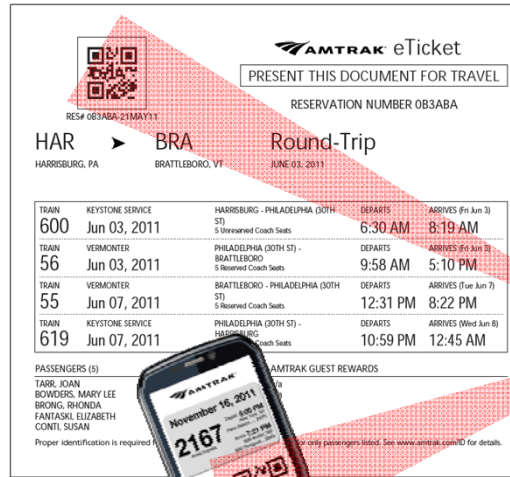 AMTRAK eTicket
PRESENT THIS DOCUMENT FOR TRAVEL
RES# 0B3ABA-21MAY11
RESERVATION NUMBER 0B3ABA
HAR ➤ BRA Round-Trip
HARRISBURG, PA BRATTLEBORO, VT JUNE 03, 2011
TRAIN KEYSTONE SERVICE HARRISBURG - PHILADELPHIA (30TH DEPARTS ARRIVES (Fri Jun 3)
600 Jun 03, 2011 ST) 6:30 AM 8:19 AM
5 Unreserved Coach Seats
TRAIN VERMONTER PHILADELPHIA (30TH ST) - DEPARTS ARRIVES (Fri Jun 3)
56 Jun 03, 2011 BRATTLEBORO 9:58 AM 5:10 PM
5 Reserved Coach Seats
TRAIN VERMONTER BRATTLEBORO - PHILADELPHIA (30TH DEPARTS ARRIVES (Tue Jun 7)
55 Jun 07, 2011 ST) 12:31 PM 8:22 PM
5 Reserved Coach Seats
TRAIN KEYSTONE SERVICE PHILADELPHIA (30TH ST) - DEPARTS ARRIVES (Wed Jun 8)
619 Jun 07, 2011 HARRISBURG 10:59 PM 12:45 AM
Coach Seats
PASSENGERS (5) AMTRAK GUEST REWARDS
TARR, JOAN
BOWDERS, MARY LEE
BRONG, RHONDA
FANTASKI, ELIZABETH
CONTI, SUSAN
Proper identification is required for only passengers listed. See www.amtrak.com/ID for details.
AMTRAK
November 16, 2011
2167
Depart 5:00 PM
Arrive 7:21 PM